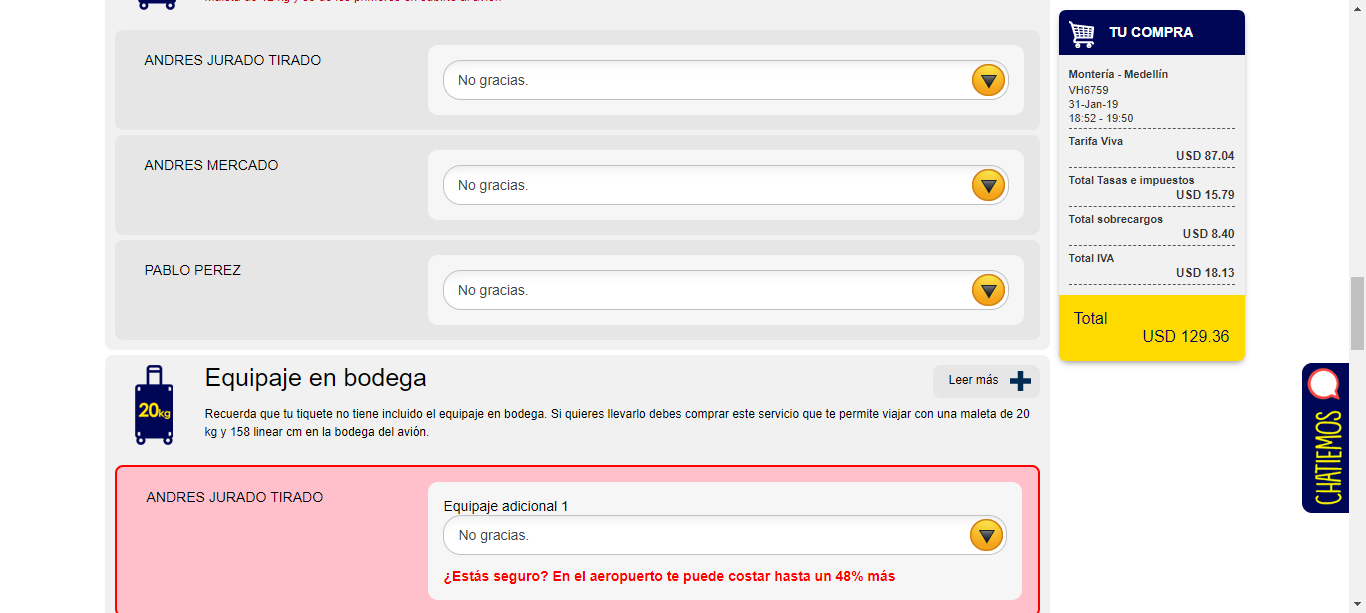 ANDRES JURADO TIRADO
No gracias.
ANDRES MERCADO
No gracias.
PABLO PEREZ
No gracias.
20kg
Equipaje en bodega
Leer más
Recuerda que tu tiquete no tiene incluido el equipaje en bodega. Si quieres llevarlo debes comprar este servicio que te permite viajar con una maleta de 20
kg y 158 linear cm en la bodega del avión.
ANDRES JURADO TIRADO
Equipaje adicional 1
No gracias.
¿Estás seguro? En el aeropuerto te puede costar hasta un 48% más
TU COMPRA
Montería - Medellín
VH6759
31-Jan-19
18:52 - 19:50
Tarifa Viva
USD 87.04
Total Tasas e impuestos
USD 15.79
Total sobrecargos
USD 8.40
Total IVA
USD 18.13
Total
USD 129.36
CHATIEMOS